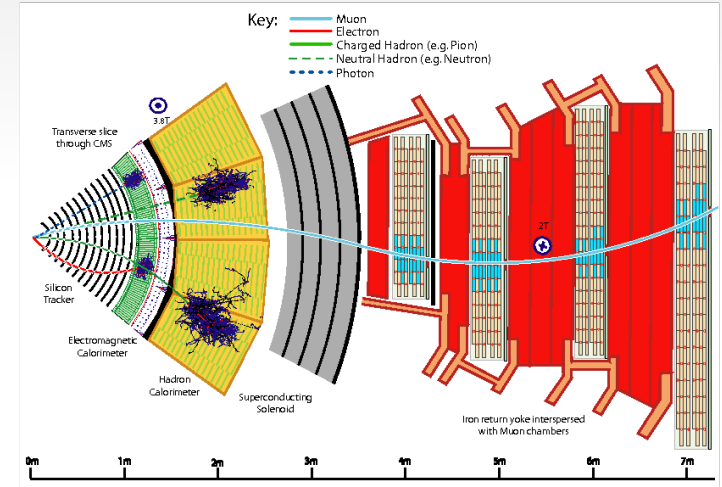 Key:
Muon
Electron
Charged Hadron (e.g. Pion)
Neutral Hadron (e.g. Neutron)
Photon
3.8T
Transverse slice
through CMS
2T
Silicon
Tracker
Electromagnetic
Calorimeter
Hadron
Calorimeter
Superconducting
Solenoid
Iron return yoke interspersed
with Muon chambers
0m 1m 2m 3m 4m 5m 6m 7m